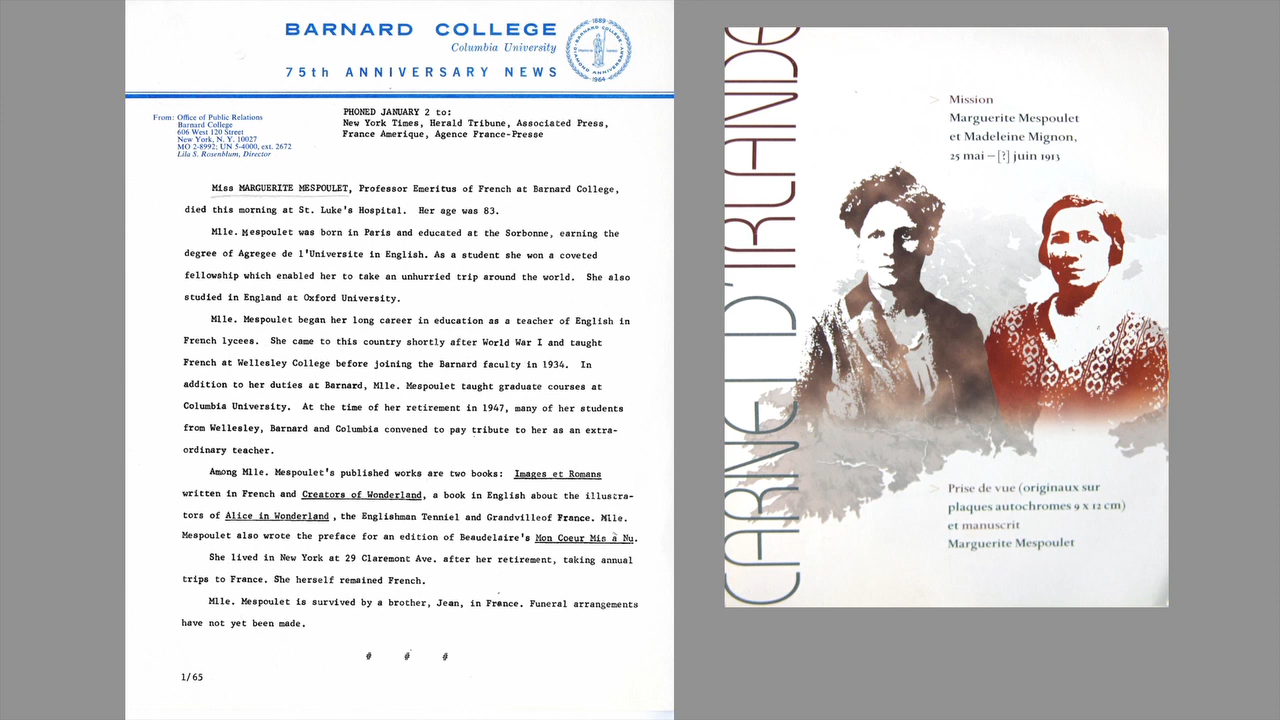 BARNARD COLLEGE
Columbia University
75th ANNIVERSARY NEWS
1889
BARNARD COLLEGE
ANNIVERSARY
1964
From: Office of Public Relations
Barnard College
606 West 120 Street
New York, N. Y. 10027
MO 2-8992; UN 5-4000, ext. 2672
Lila S. Rosenblum, Director
PHONED JANUARY 2 to:
New York Times, Herald Tribune, Associated Press,
France Amerique, Agence France-Presse
Miss MARGUERITE MESPOULET, Professor Emeritus of French at Barnard College,
died this morning at St. Luke's Hospital. Her age was 83.
Mlle. Mespoulet was born in Paris and educated at the Sorbonne, earning the
degree of Agregee de l'Universite in English. As a student she won a coveted
fellowship which enabled her to take an unhurried trip around the world. She also
studied in England at Oxford University.
Mlle. Mespoulet began her long career in education as a teacher of English in
French lycees. She came to this country shortly after World War I and taught
French at Wellesley College before joining the Barnard faculty in 1934. In
addition to her duties at Barnard, Mlle. Mespoulet taught graduate courses at
Columbia University. At the time of her retirement in 1947, many of her students
from Wellesley, Barnard and Columbia convened to pay tribute to her as an extra-
ordinary teacher.
Among Mlle. Mespoulet's published works are two books: Images et Romans
written in French and Creators of Wonderland, a book in English about the illustra-
tors of Alice in Wonderland , the Englishman Tenniel and Grandvilleof France. Mlle.
Mespoulet also wrote the preface for an edition of Beaudelaire's Mon Coeur Mis à Nu.
She lived in New York at 29 Claremont Ave. after her retirement, taking annual
trips to France. She herself remained French.
Mlle. Mespoulet is survived by a brother, Jean, in France. Funeral arrangements
have not yet been made.
# # #
1/65
CARNET D'IRLANDE
> Mission
Marguerite Mespoulet
et Madeleine Mignon,
25 mai – [?] juin 1913
> Prise de vue (originaux sur
plaques autochromes 9 x 12 cm)
et manuscrit
Marguerite Mespoulet